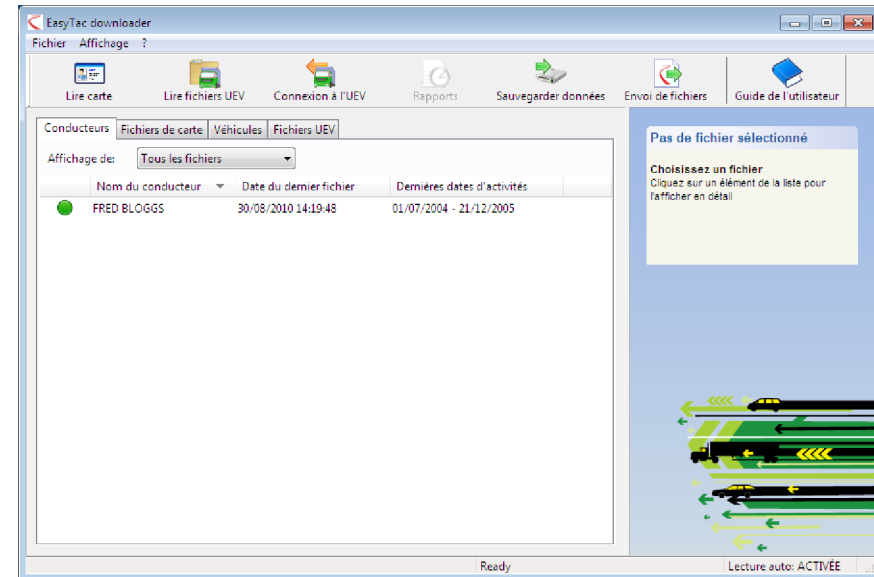 EasyTac downloader
Fichier Affichage ?
Lire carte Lire fichiers UEV Connexion à l'UEV Rapports Sauvegarder données Envoi de fichiers Guide de l'utilisateur
Conducteurs Fichiers de carte Véhicules Fichiers UEV
Affichage de: Tous les fichiers
Nom du conducteur Date du dernier fichier Dernières dates d'activités
FRED BLOGGS 30/08/2010 14:19:48 01/07/2004 - 21/12/2005
Pas de fichier sélectionné
Choisissez un fichier
Cliquez sur un élément de la liste pour
l'afficher en détail
Ready Lecture auto: ACTIVÉE